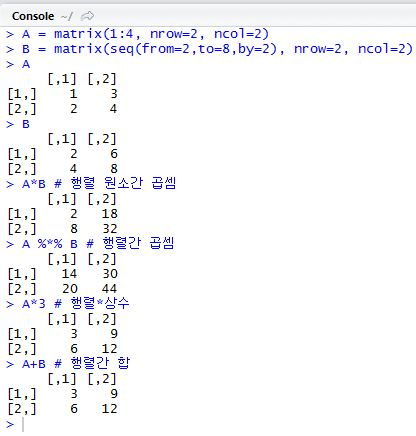 Console ~/
> A = matrix(1:4, nrow=2, ncol=2)
> B = matrix(seq(from=2,to=8,by=2), nrow=2, ncol=2)
> A
     [,1] [,2]
[1,]    1    3
[2,]    2    4
> B
     [,1] [,2]
[1,]    2    6
[2,]    4    8
> A*B # 행렬 원소간 곱셈
     [,1] [,2]
[1,]    2   18
[2,]    8   32
> A %*% B # 행렬간 곱셈
     [,1] [,2]
[1,]   14   30
[2,]   20   44
> A*3 # 행렬*상수
     [,1] [,2]
[1,]    3    9
[2,]    6   12
> A+B # 행렬간 합
     [,1] [,2]
[1,]    3    9
[2,]    6   12
>